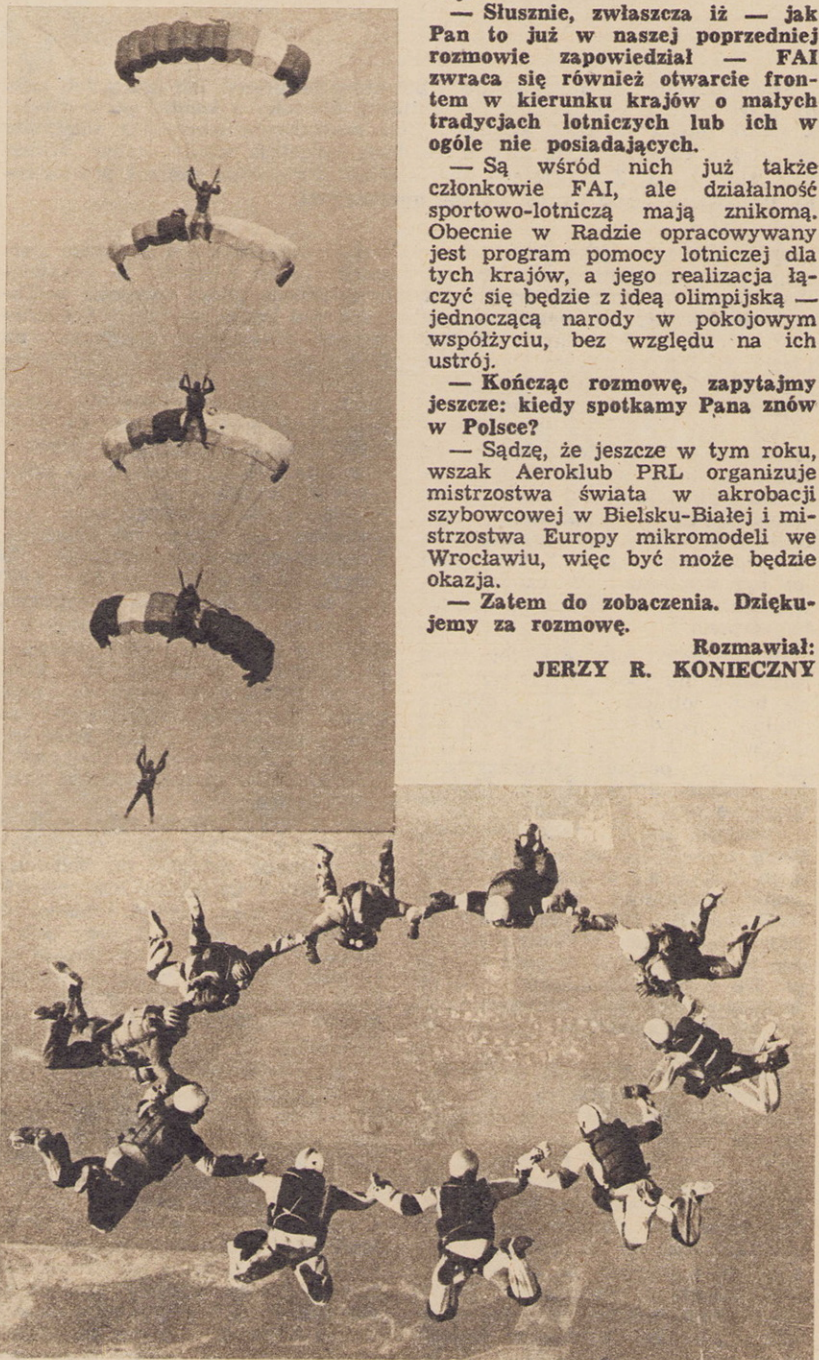 — Słusznie, zwłaszcza iż — jak
Pan to już w naszej poprzedniej
rozmowie zapowiedział — FAI
zwraca się również otwarcie fron-
tem w kierunku krajów o małych
tradycjach lotniczych lub ich w
ogóle nie posiadających.
— Są wśród nich już także
członkowie FAI, ale działalność
sportowo-lotniczą mają znikomą.
Obecnie w Radzie opracowywany
jest program pomocy lotniczej dla
tych krajów, a jego realizacja łą-
czyć się będzie z ideą olimpijską —
jednoczącą narody w pokojowym
współżyciu, bez względu na ich
ustrój.
— Kończąc rozmowę, zapytajmy
jeszcze: kiedy spotkamy Pana znów
w Polsce?
— Sądzę, że jeszcze w tym roku,
wszak Aeroklub PRL organizuje
mistrzostwa świata w akrobacji
szybowcowej w Bielsku-Białej i mi-
strzostwa Europy mikromodeli we
Wrocławiu, więc być może będzie
okazja.
— Zatem do zobaczenia. Dzięku-
jemy za rozmowę.
Rozmawiał:
JERZY R. KONIECZNY